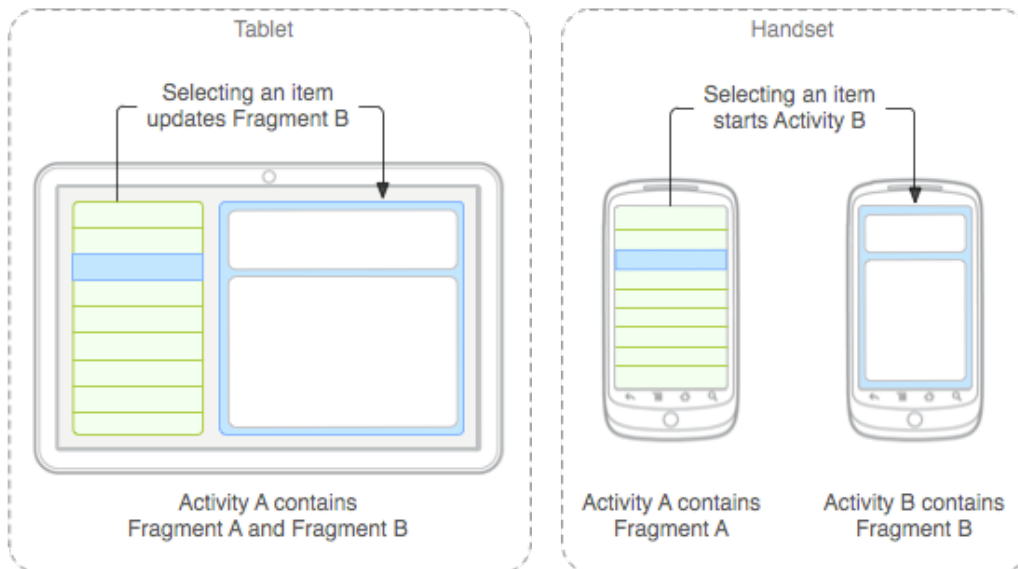 Tablet
Selecting an item
updates Fragment B
Activity A contains
Fragment A and Fragment B
Handset
Selecting an item
starts Activity B
Activity A contains
Fragment A
Activity B contains
Fragment B